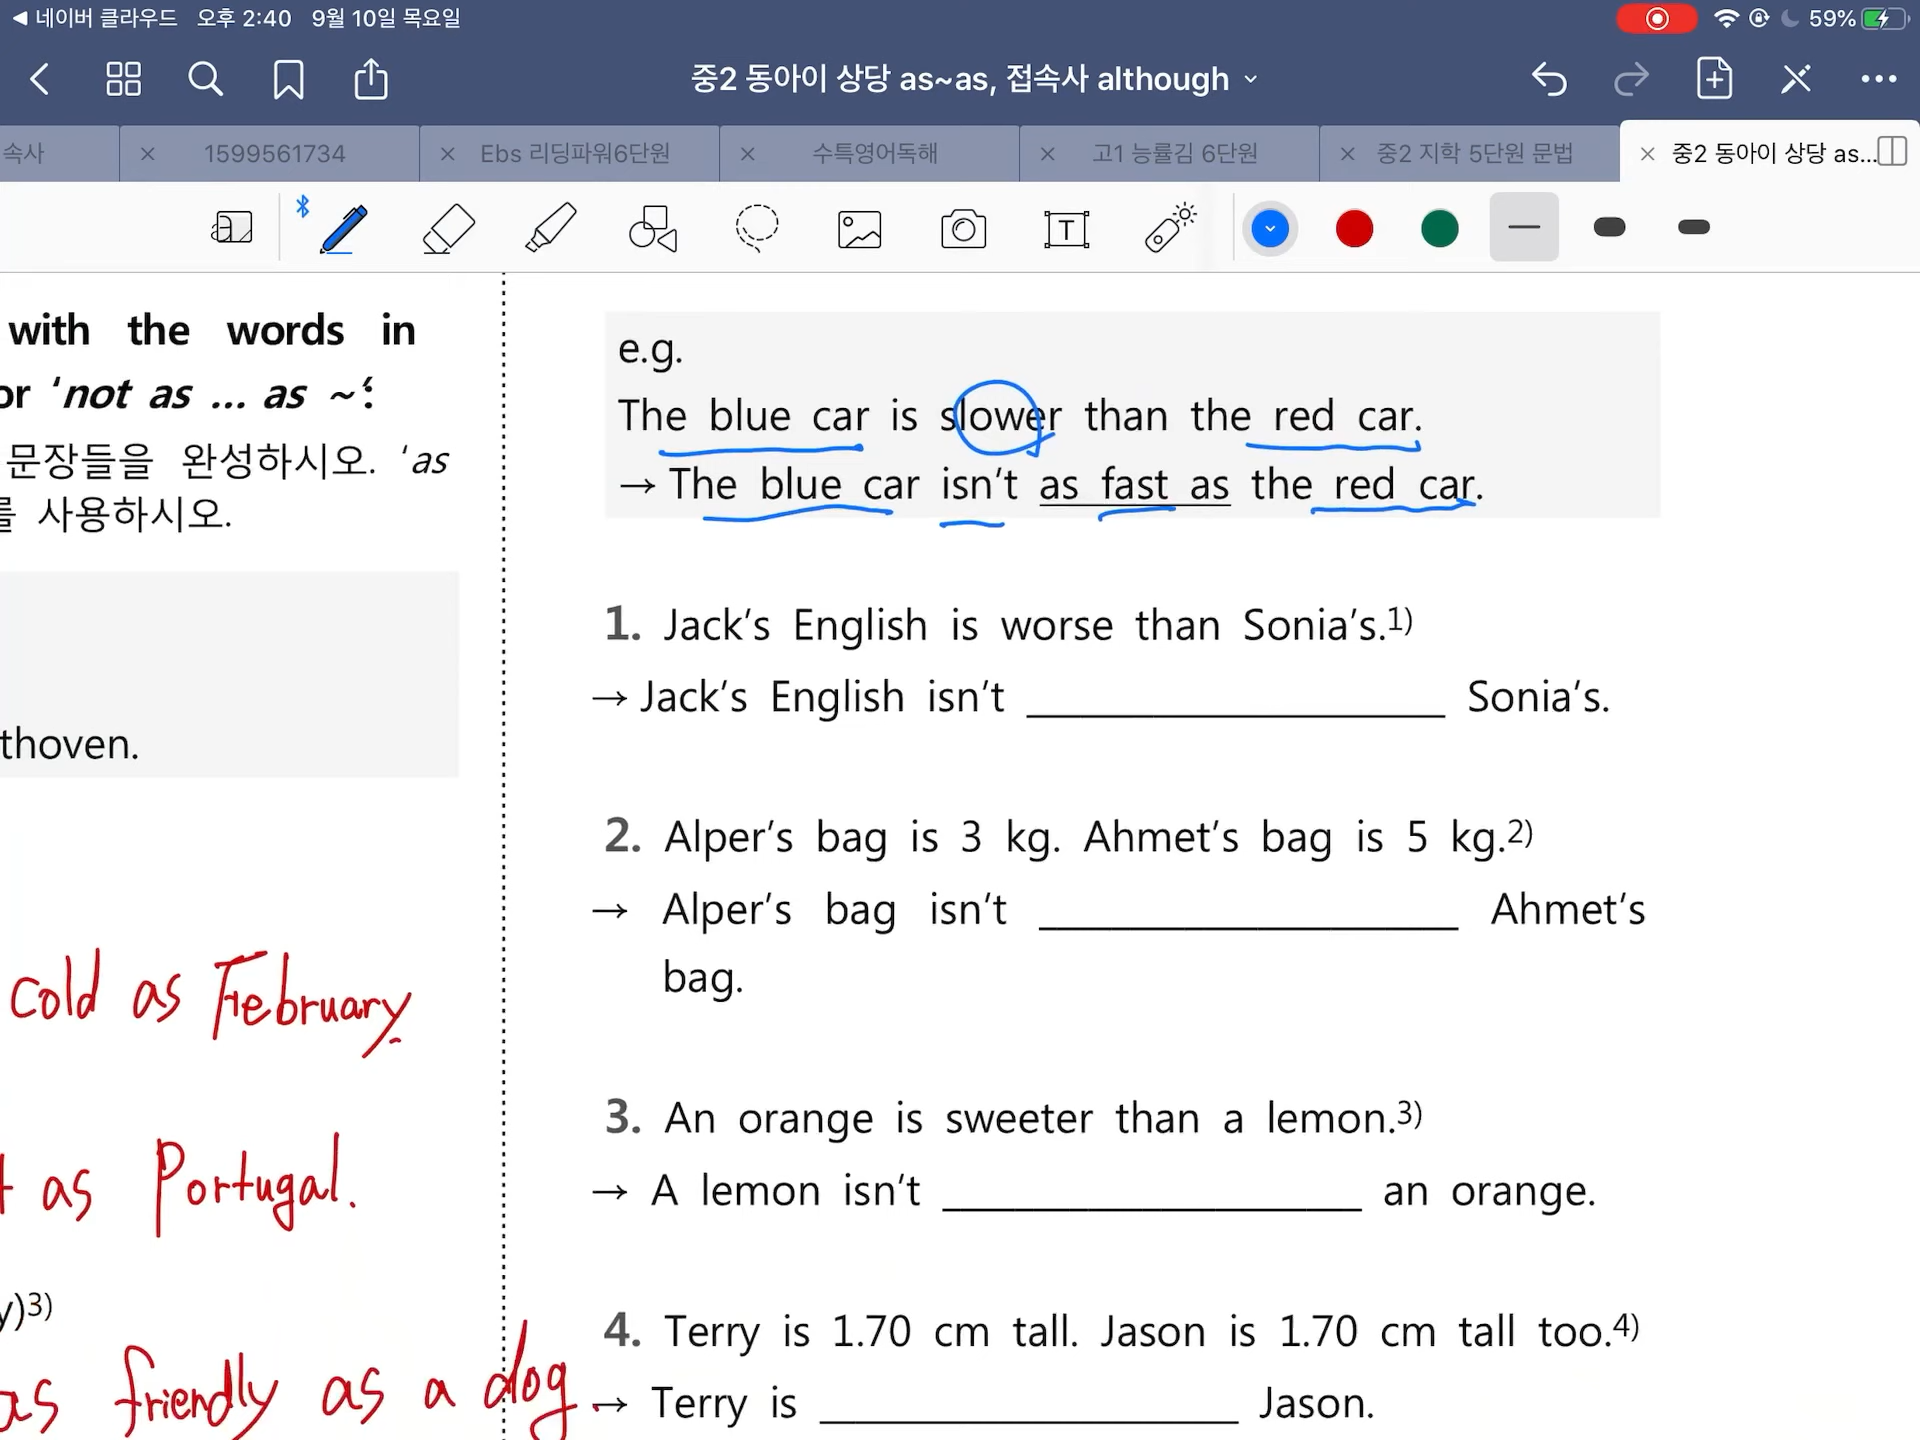 ◀ 네이버 클라우드 오후 2:40 9월 10일 목요일 59%
중2 동아이 상당 as~as, 접속사 although
속사 1599561734 Ebs 리딩파워6단원 수특영어독해 고1 능률김 6단원 중2 지학 5단원 문법 중2 동아이 상당 as...
with the words in
or ‘not as ... as ~’:
문장들을 완성하시오. ‘as
를 사용하시오.
thoven.
cold as February.
as Portugal.
y)3)
as friendly as a dog.
e.g.
The blue car is slower than the red car.
→ The blue car isn’t as fast as the red car.
1. Jack’s English is worse than Sonia’s.1)
→ Jack’s English isn’t ____________ Sonia’s.
2. Alper’s bag is 3 kg. Ahmet’s bag is 5 kg.2)
→ Alper’s bag isn’t ____________ Ahmet’s
bag.
3. An orange is sweeter than a lemon.3)
→ A lemon isn’t ____________ an orange.
4. Terry is 1.70 cm tall. Jason is 1.70 cm tall too.4)
→ Terry is ____________ Jason.